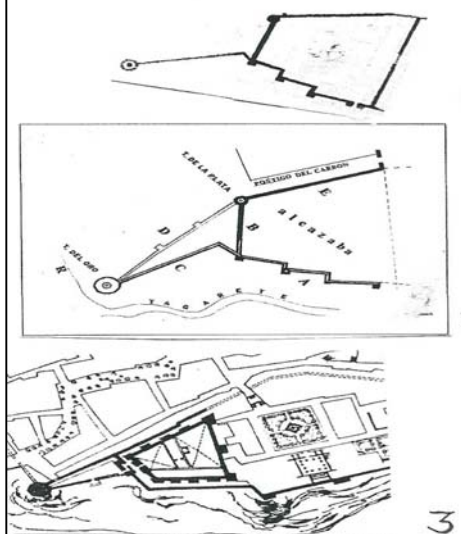 T. DE LA PLATA
POSTIGO DEL CARBON
E
alcazaba
B
D
T. DEL ORO
R
C
A
TAGARETE
3